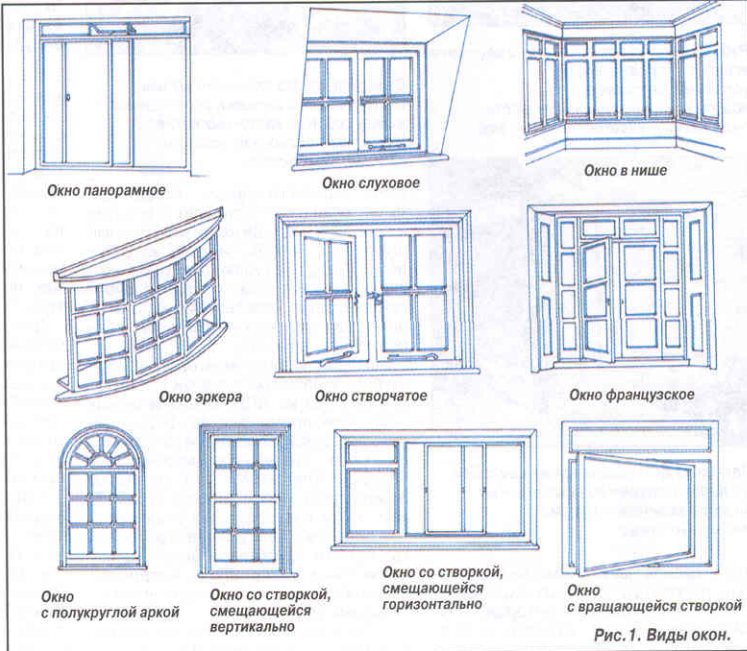 Окно панорамное
Окно слуховое
Окно в нише
Окно эркера
Окно створчатое
Окно французское
Окно
с полукруглой аркой
Окно со створкой,
смещающейся
вертикально
Окно со створкой,
смещающейся
горизонтально
Окно
с вращающейся створкой
Рис.1. Виды окон.